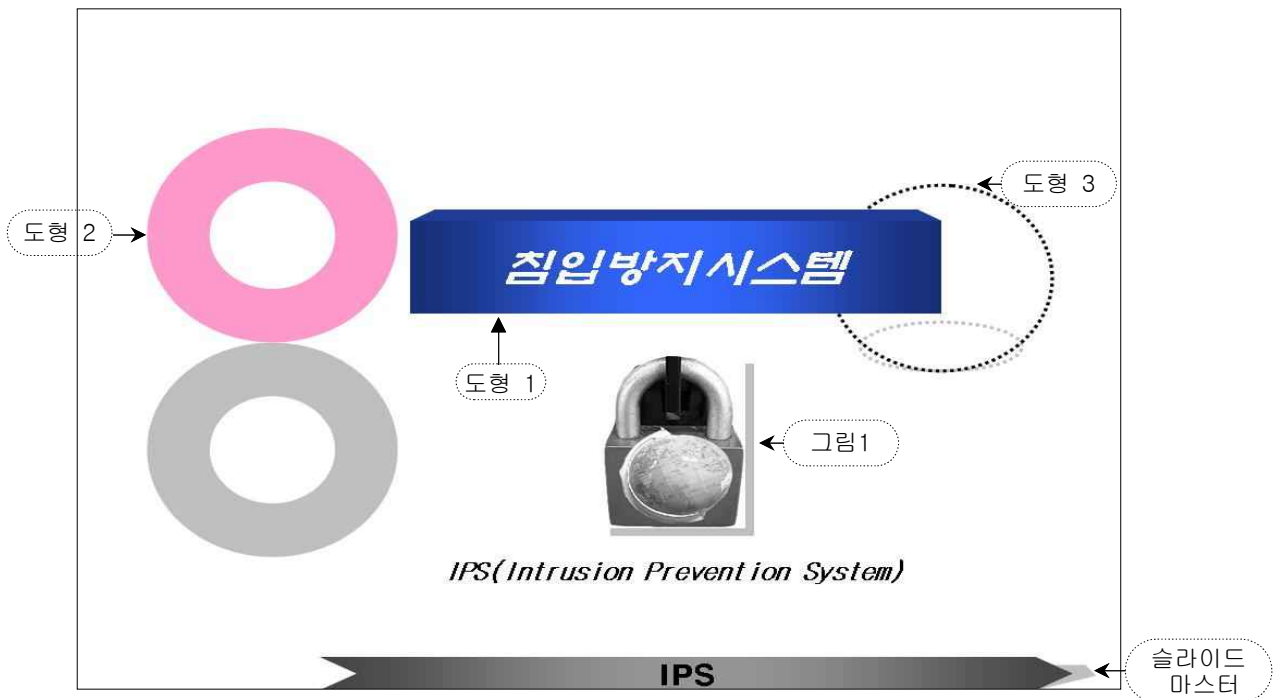 도형 3
도형 2
침입방지시스템
도형 1
그림1
IPS(Intrusion Prevention System)
IPS
슬라이드
마스터